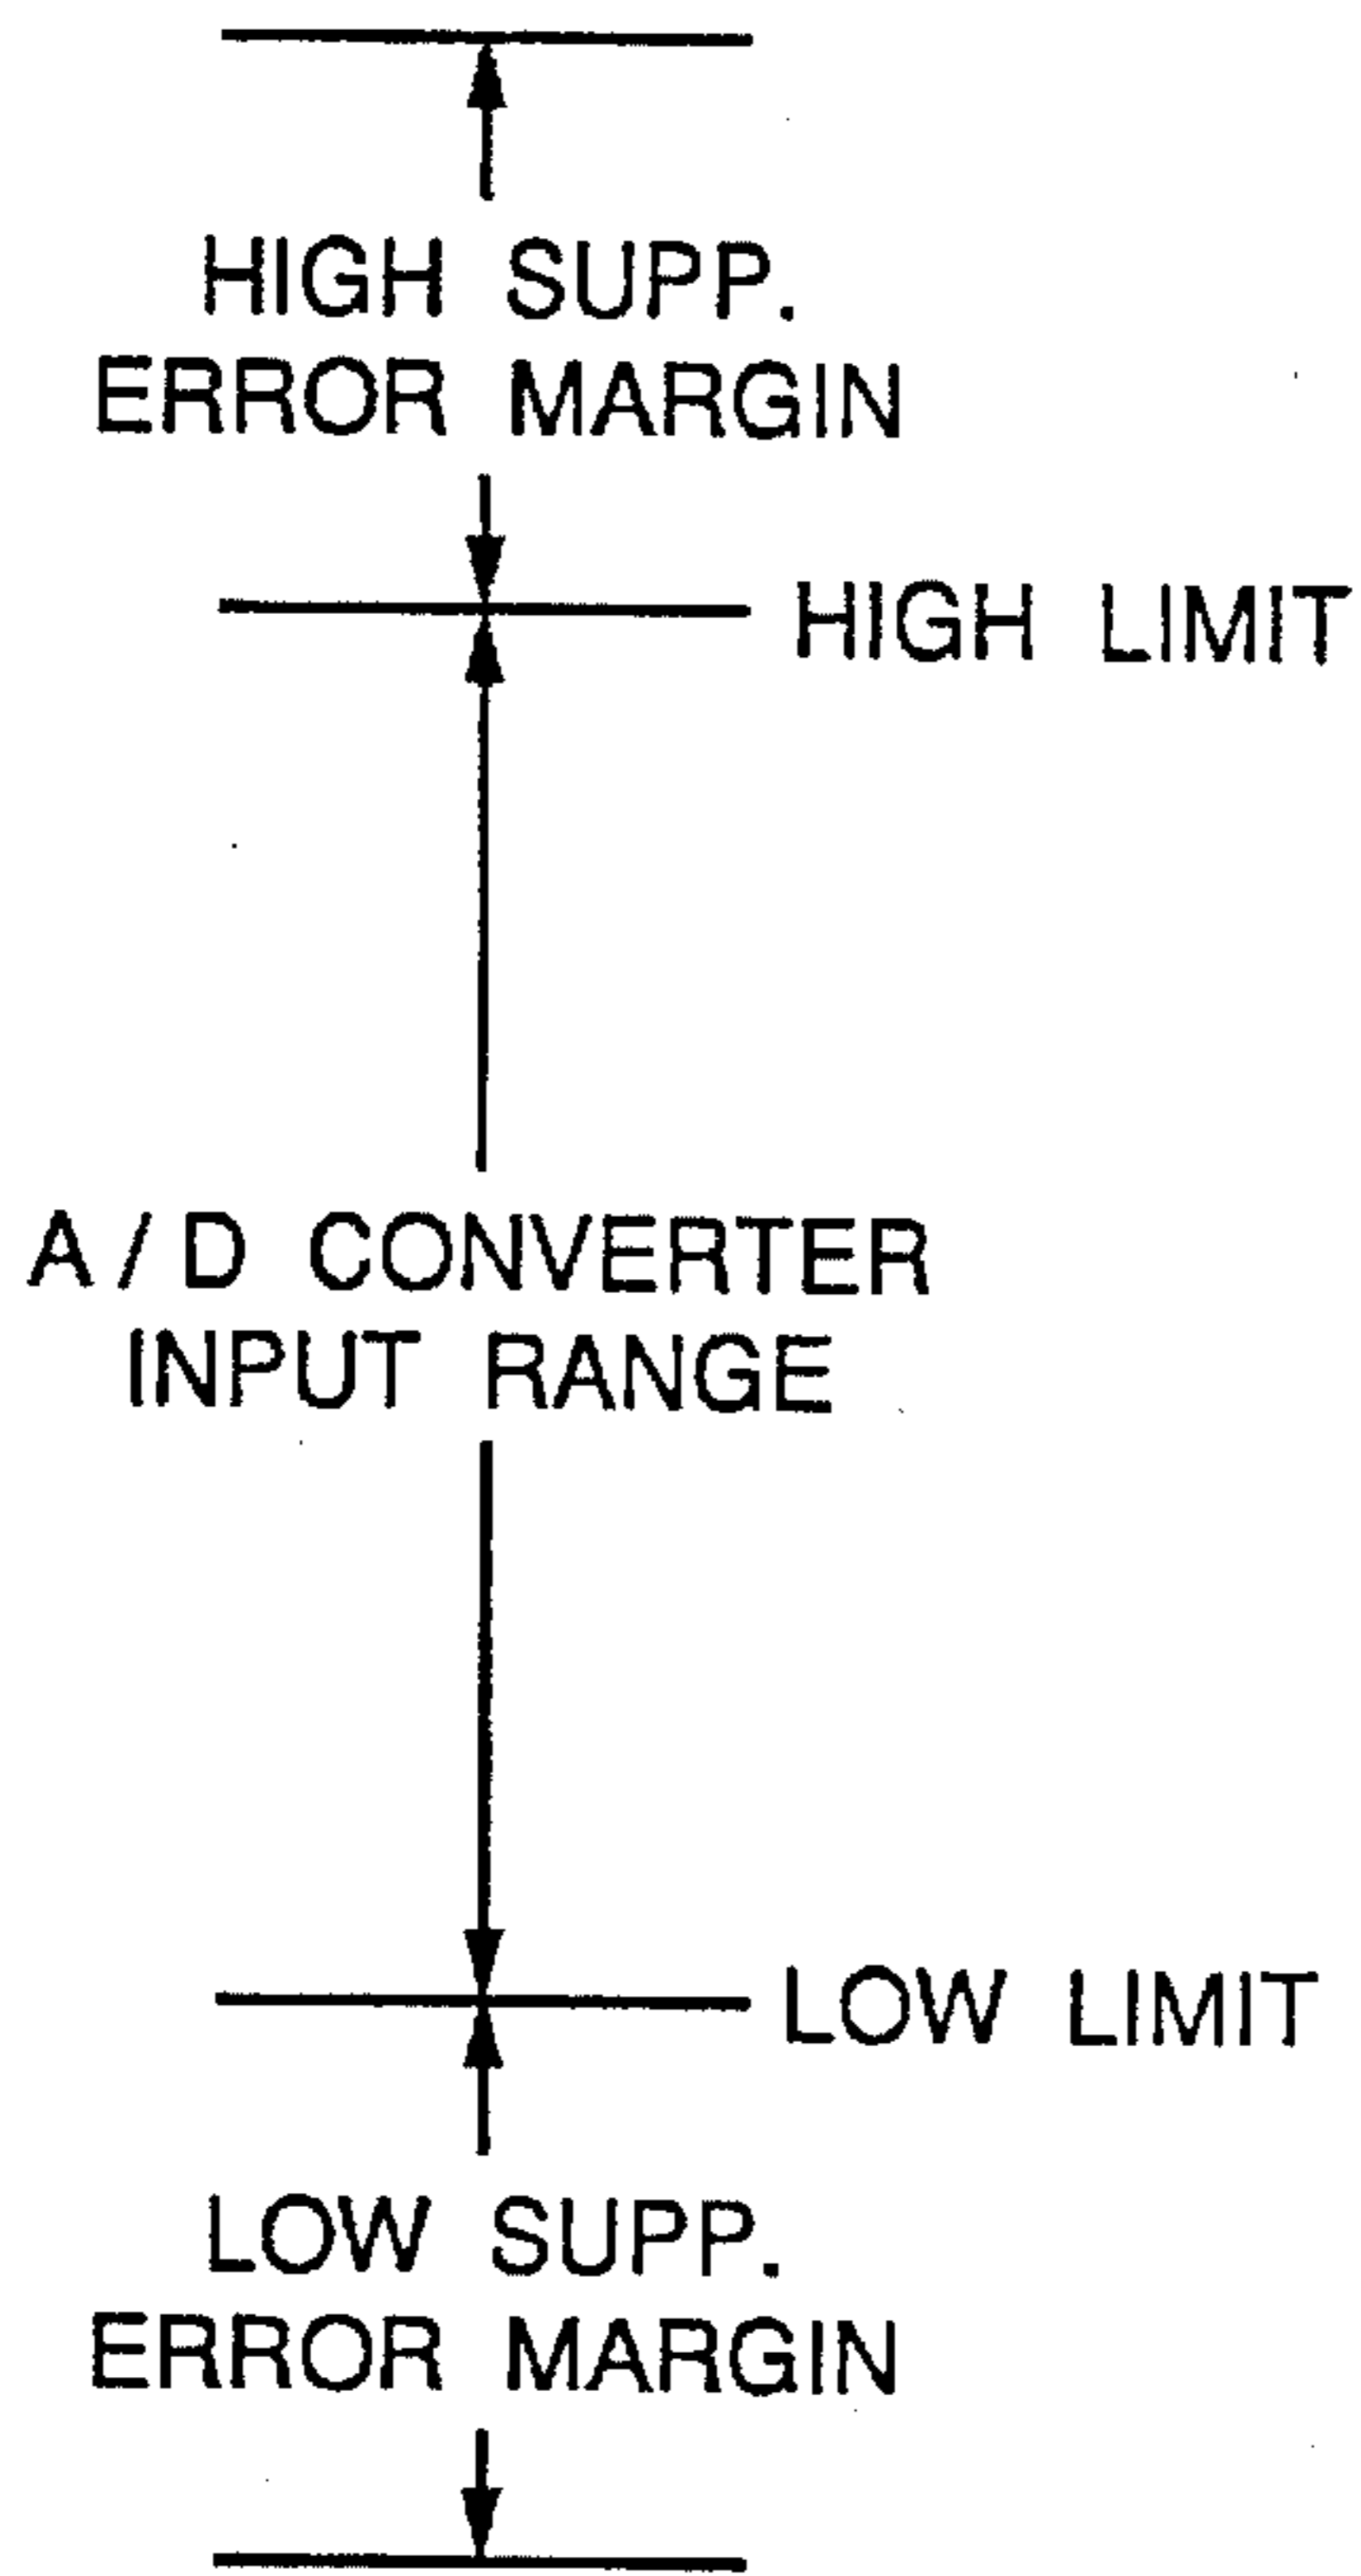 HIGH SUPP.
ERROR MARGIN
HIGH LIMIT
A/D CONVERTER
INPUT RANGE
LOW LIMIT
LOW SUPP.
ERROR MARGIN